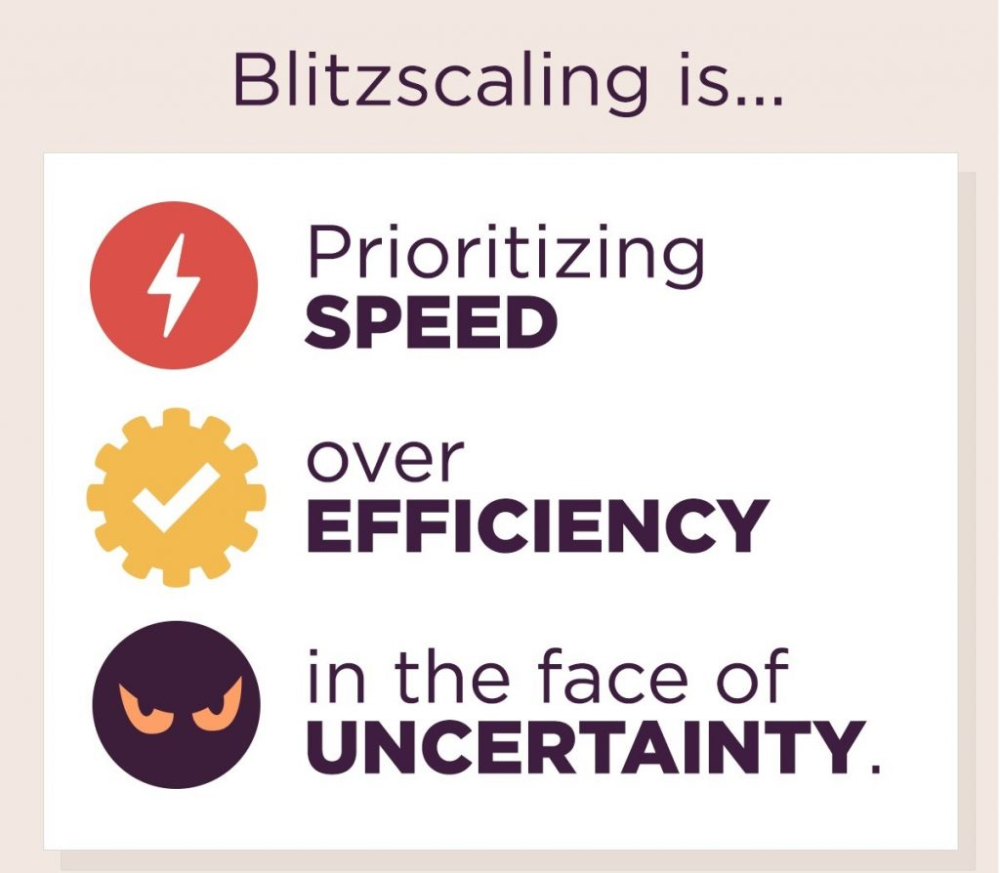 Blitzscaling is...
Prioritizing
SPEED
over
EFFICIENCY
in the face of
UNCERTAINTY.